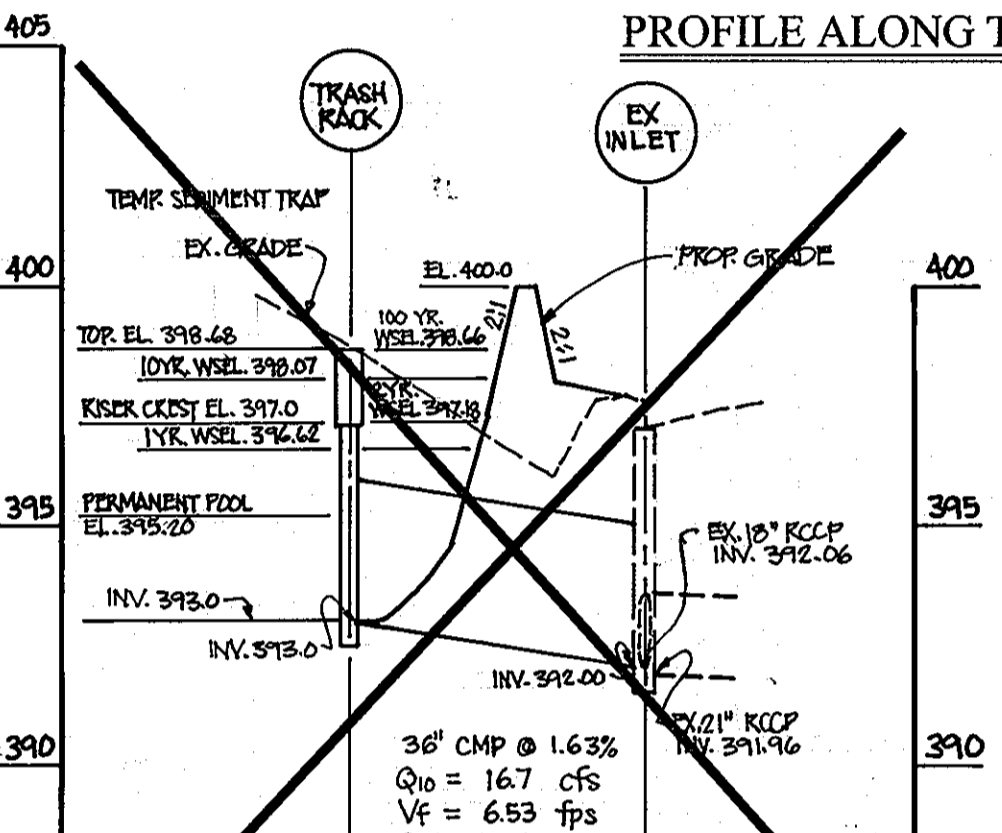 405
PROFILE ALONG T
TRASH
RACK
EX
INLET
TEMP. SEDIMENT TRAP
EX. GRADE
PROP. GRADE
400
EL. 400.0
400
2:1
2:1
TOP. EL. 398.68
100 YR.
WSEL. 398.66
10YR. WSEL. 398.07
2YR.
WSEL 397.18
RISER CREST EL. 397.0
1YR. WSEL. 396.62
395
PERMANENT POOL
EL. 395.20
395
EX. 18" RCCP
INV. 392.06
INV. 393.0
INV. 393.0
INV. 392.00
EX. 21" RCCP
INV. 391.96
390
36" CMP @ 1.63%
390
Q10 = 16.7 cfs
Vf = 6.53 fps